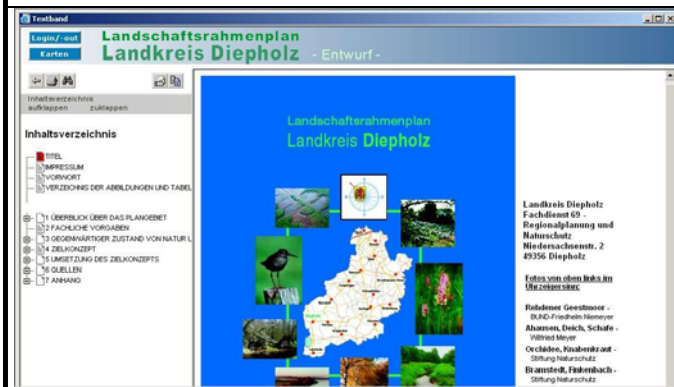 Textband
Login/-out
Karten
Landschaftsrahmenplan
Landkreis Diepholz - Entwurf -
Inhaltsverzeichnis
aufklappen zuklappen
Inhaltsverzeichnis
TITEL
IMPRESSUM
VORWORT
VERZEICHNIS DER ABBILDUNGEN UND TABEL
1 ÜBERBLICK ÜBER DAS PLANGEBIET
2 FACHLICHE VORGABEN
3 GEGENWÄRTIGER ZUSTAND VON NATUR U
4 ZIELKONZEPT
5 UMSETZUNG DES ZIELKONZEPTS
6 QUELLEN
7 ANHANG
Landschaftsrahmenplan
Landkreis Diepholz
Landkreis Diepholz
Fachdienst 69 -
Regionalplanung und
Naturschutz
Niedersachsenstr. 2
49356 Diepholz
Fotos von oben links im
Uhrzeigersinn:
Rehdener Geestmoor -
BUND-Friedhelm Niemeyer
Ahausen, Deich, Schafe -
Wilfried Meyer
Orchidee, Knabenkraut -
Stiftung Naturschutz
Bramstedt, Finkenbach -
Stiftung Naturschutz